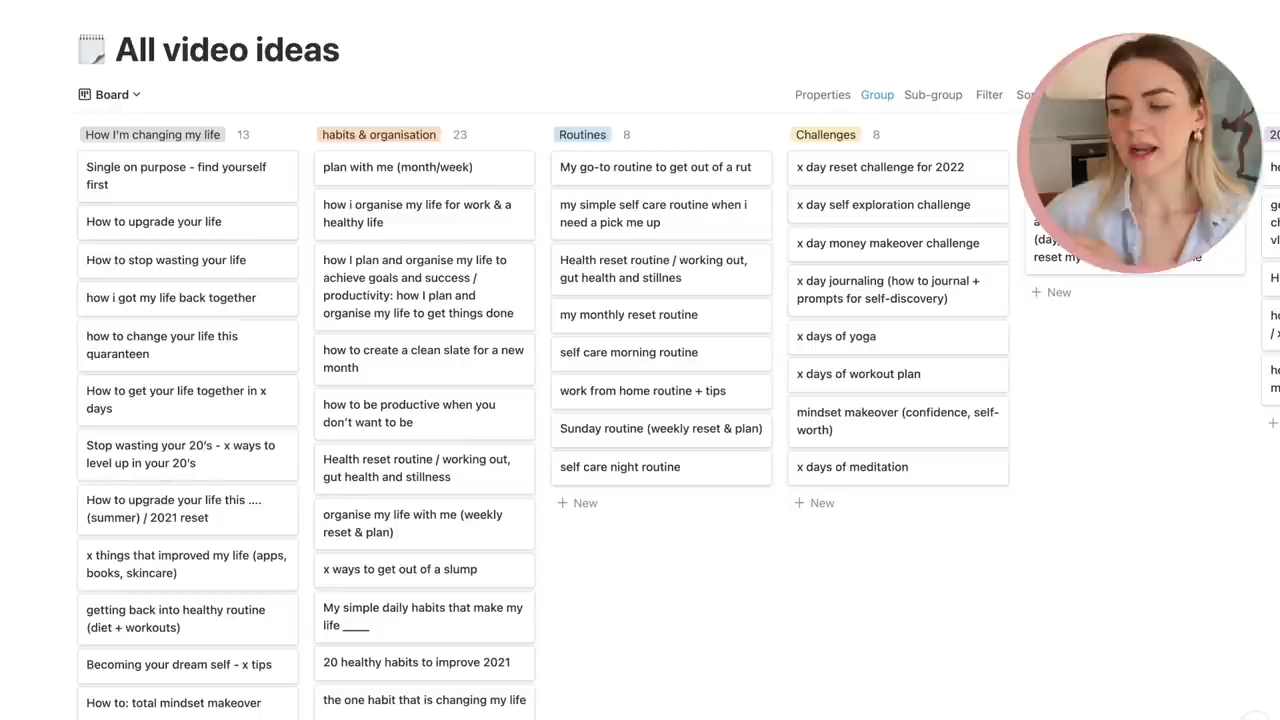 All video ideas
Board
Properties
Group
Sub-group
Filter
How I'm changing my life 13
Single on purpose - find yourself
first
How to upgrade your life
How to stop wasting your life
how i got my life back together
how to change your life this
quaranteen
How to get your life together in x
days
Stop wasting your 20's - x ways to
level up in your 20's
How to upgrade your life this ....
(summer) / 2021 reset
x things that improved my life (apps,
books, skincare)
getting back into healthy routine
(diet + workouts)
Becoming your dream self - x tips
How to: total mindset makeover
habits & organisation 23
plan with me (month/week)
how i organise my life for work & a
healthy life
how I plan and organise my life to
achieve goals and success /
productivity: how I plan and
organise my life to get things done
how to create a clean slate for a new
month
how to be productive when you
don't want to be
Health reset routine / working out,
gut health and stillness
organise my life with me (weekly
reset & plan)
x ways to get out of a slump
My simple daily habits that make my
life _____
20 healthy habits to improve 2021
the one habit that is changing my life
Routines 8
My go-to routine to get out of a rut
my simple self care routine when i
need a pick me up
Health reset routine / working out,
gut health and stillnes
my monthly reset routine
self care morning routine
work from home routine + tips
Sunday routine (weekly reset & plan)
self care night routine
+ New
Challenges 8
x day reset challenge for 2022
x day self exploration challenge
x day money makeover challenge
x day journaling (how to journal +
prompts for self-discovery)
x days of yoga
x days of workout plan
mindset makeover (confidence, self-
worth)
x days of meditation
+ New
reset
+ New
20